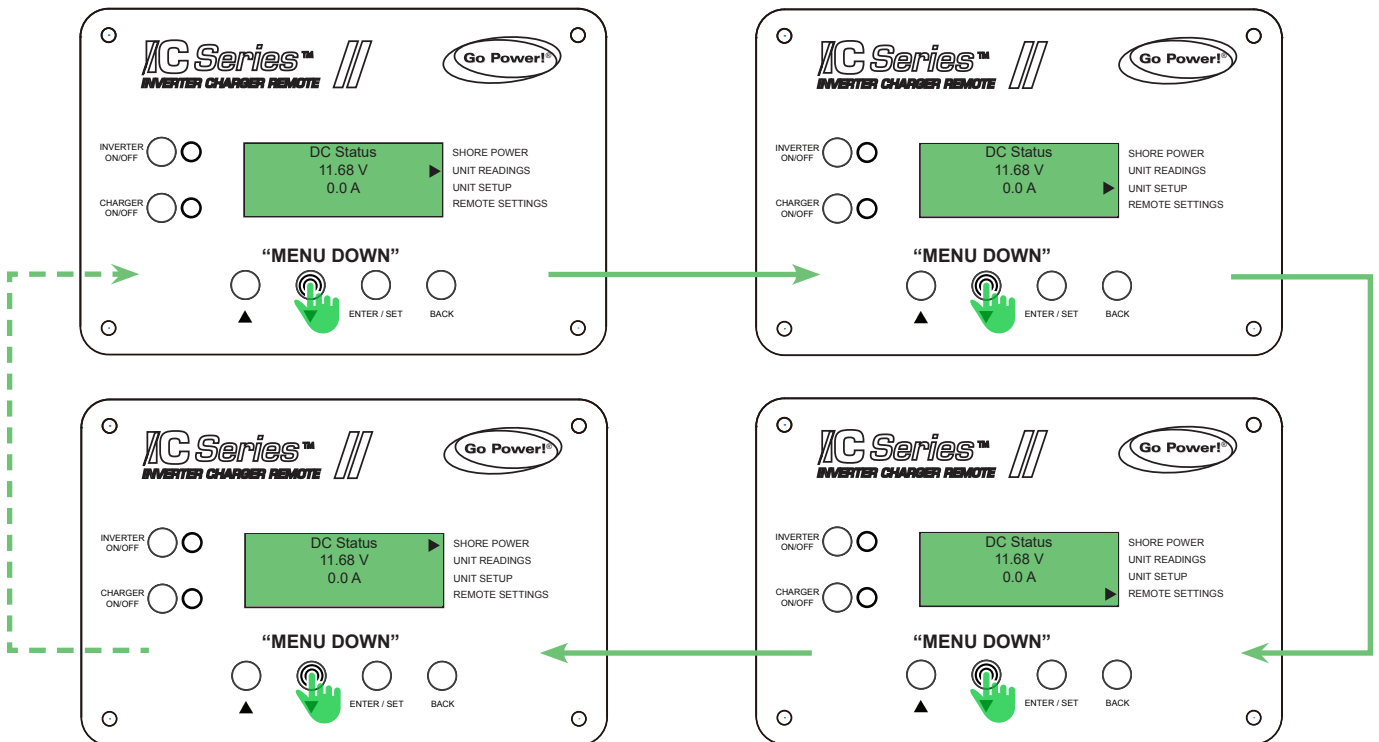 IC Series™
INVERTER CHARGER REMOTE
Go Power!®
INVERTER
ON/OFF
CHARGER
ON/OFF
DC Status
11.68 V
0.0 A
SHORE POWER
▶ UNIT READINGS
UNIT SETUP
REMOTE SETTINGS
“MENU DOWN”
▲ ▼ ENTER / SET BACK
IC Series™
INVERTER CHARGER REMOTE
Go Power!®
INVERTER
ON/OFF
CHARGER
ON/OFF
DC Status
11.68 V
0.0 A
SHORE POWER
UNIT READINGS
▶ UNIT SETUP
REMOTE SETTINGS
“MENU DOWN”
▲ ▼ ENTER / SET BACK
IC Series™
INVERTER CHARGER REMOTE
Go Power!®
INVERTER
ON/OFF
CHARGER
ON/OFF
DC Status
11.68 V
0.0 A
▶ SHORE POWER
UNIT READINGS
UNIT SETUP
REMOTE SETTINGS
“MENU DOWN”
▲ ▼ ENTER / SET BACK
IC Series™
INVERTER CHARGER REMOTE
Go Power!®
INVERTER
ON/OFF
CHARGER
ON/OFF
DC Status
11.68 V
0.0 A
SHORE POWER
UNIT READINGS
UNIT SETUP
▶ REMOTE SETTINGS
“MENU DOWN”
▲ ▼ ENTER / SET BACK